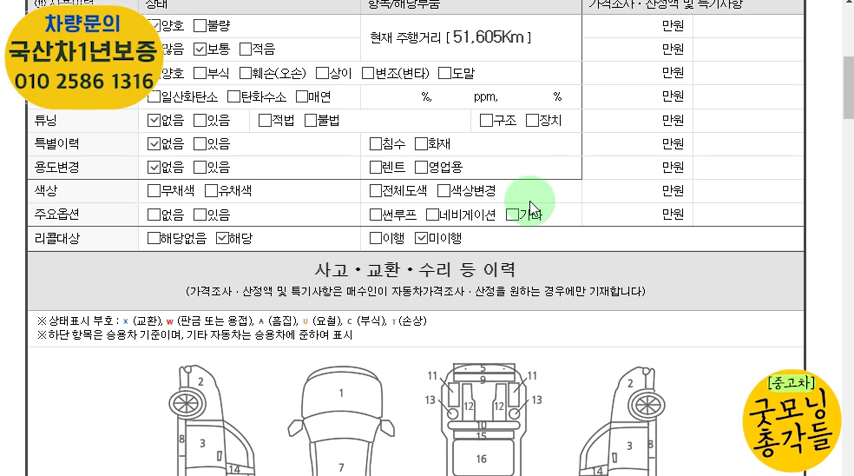 상태 항목/해당부품 가격조사·산정액 및 특기사항
차량문의
국산차1년보증
010 2586 1316
양호 불량 현재 주행거리 [ 51,605Km ] 만원
많음 보통 적음 만원
양호 부식 훼손(오손) 상이 변조(변타) 도말 만원
일산화탄소 탄화수소 매연 %, ppm, % 만원
튜닝 없음 있음 적법 불법 구조 장치 만원
특별이력 없음 있음 침수 화재 만원
용도변경 없음 있음 렌트 영업용 만원
색상 무채색 유채색 전체도색 색상변경 만원
주요옵션 없음 있음 썬루프 네비게이션 기타 만원
리콜대상 해당없음 해당 이행 미이행
사고·교환·수리 등 이력
(가격조사·산정액 및 특기사항은 매수인이 자동차가격조사·산정을 원하는 경우에만 기재합니다)
※ 상태표시 부호 : X (교환), W (판금 또는 용접), A (흠집), U (요철), C (부식), T (손상)
※ 하단 항목은 승용차 기준이며, 기타 자동차는 승용차에 준하여 표시
2 1 5 2
9
11 11
13 12 12 13
10
15
8 3 7 16 3 8
14 14
[중고차]
굿모닝
총각들